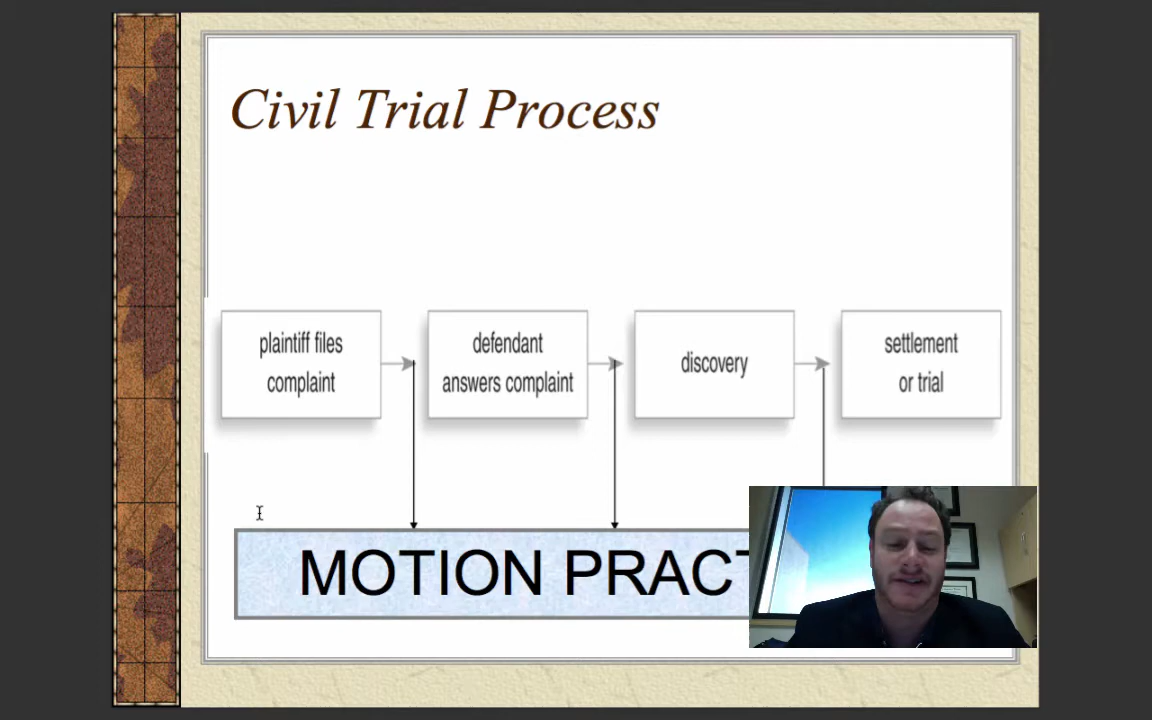 Civil Trial Process
plaintiff files
complaint
defendant
answers complaint
discovery
settlement
or trial
MOTION PRACT